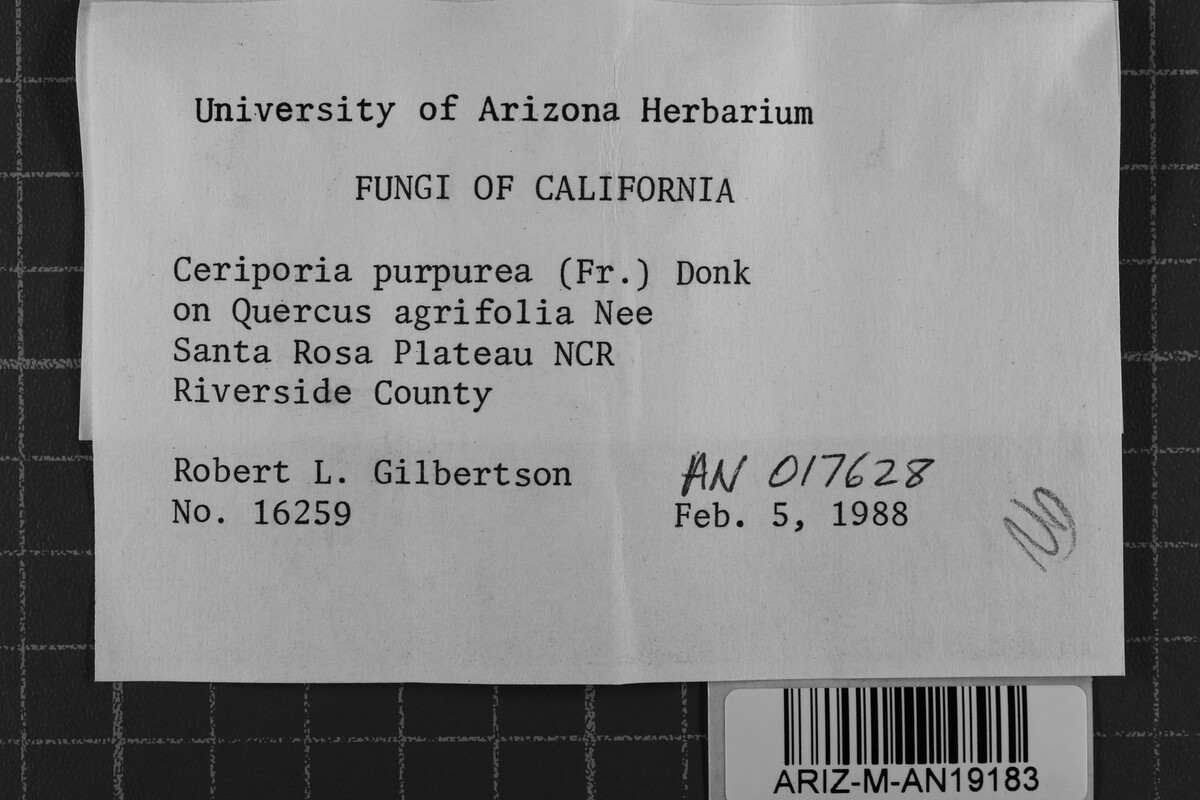 University of Arizona Herbarium
FUNGI OF CALIFORNIA
Ceriporia purpurea (Fr.) Donk
on Quercus agrifolia Nee
Santa Rosa Plateau NCR
Riverside County
Robert L. Gilbertson
No. 16259
AN 017628
Feb. 5, 1988
ARIZ-M-AN19183